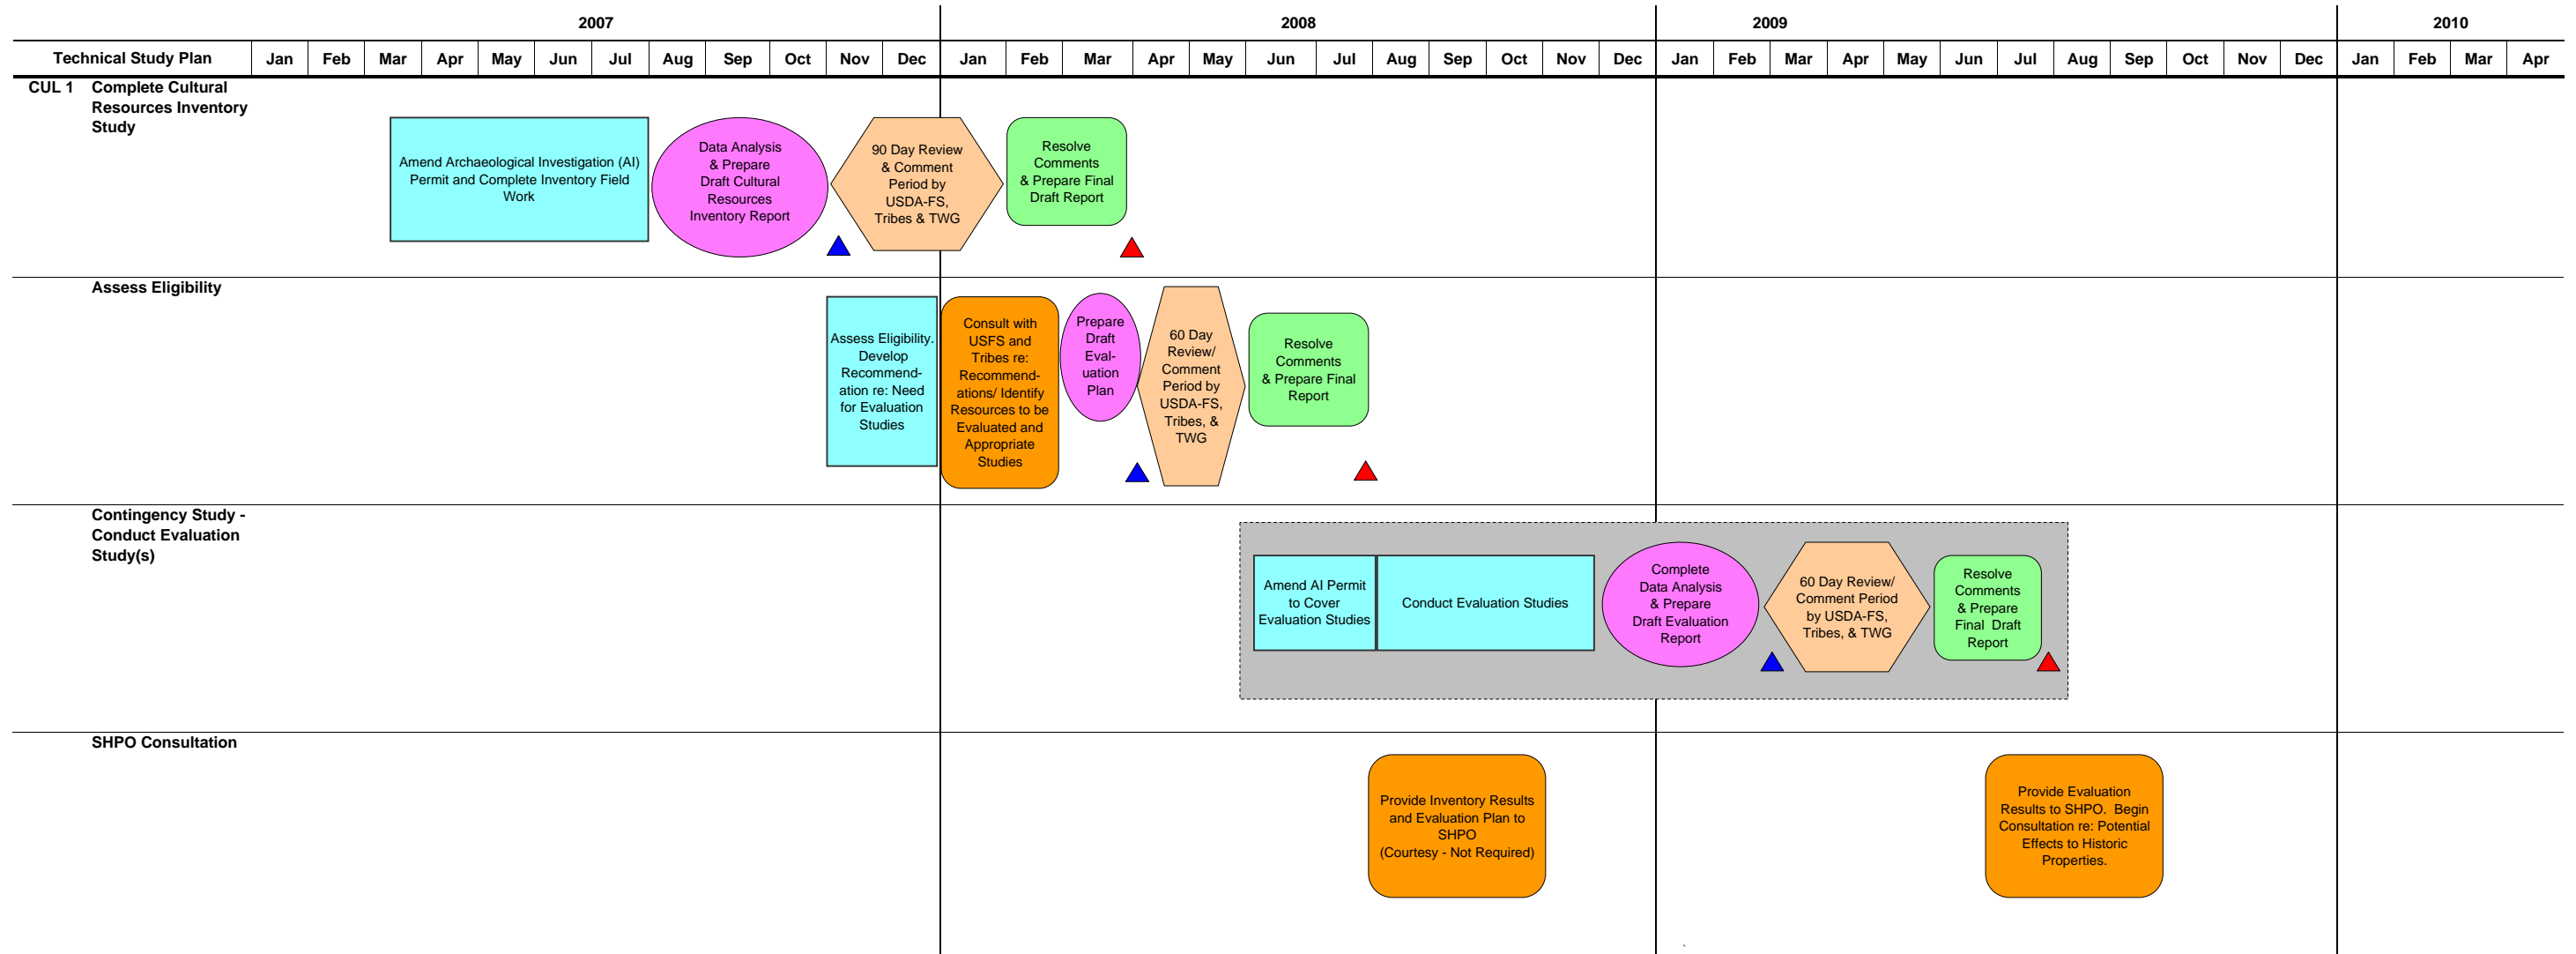 2007
2008
2009
2010
Technical Study Plan
Jan Feb Mar Apr May Jun Jul Aug Sep Oct Nov Dec Jan Feb Mar Apr May Jun Jul Aug Sep Oct Nov Dec Jan Feb Mar Apr May Jun Jul Aug Sep Oct Nov Dec Jan Feb Mar Apr
CUL 1 Complete Cultural
Resources Inventory
Study
Amend Archaeological Investigation (AI)
Permit and Complete Inventory Field
Work
Data Analysis
& Prepare
Draft Cultural
Resources
Inventory Report
90 Day Review
& Comment
Period by
USDA-FS,
Tribes & TWG
Resolve
Comments
& Prepare Final
Draft Report
Assess Eligibility
Assess Eligibility.
Develop
Recommend-
ation re: Need
for Evaluation
Studies
Consult with
USFS and
Tribes re:
Recommend-
ations/ Identify
Resources to be
Evaluated and
Appropriate
Studies
Prepare
Draft
Eval-
uation
Plan
60 Day
Review/
Comment
Period by
USDA-FS,
Tribes, &
TWG
Resolve
Comments
& Prepare Final
Report
Contingency Study -
Conduct Evaluation
Study(s)
Amend AI Permit
to Cover
Evaluation Studies
Conduct Evaluation Studies
Complete
Data Analysis
& Prepare
Draft Evaluation
Report
60 Day Review/
Comment Period
by USDA-FS,
Tribes, & TWG
Resolve
Comments
& Prepare
Final Draft
Report
SHPO Consultation
Provide Inventory Results
and Evaluation Plan to
SHPO
(Courtesy - Not Required)
Provide Evaluation
Results to SHPO. Begin
Consultation re: Potential
Effects to Historic
Properties.